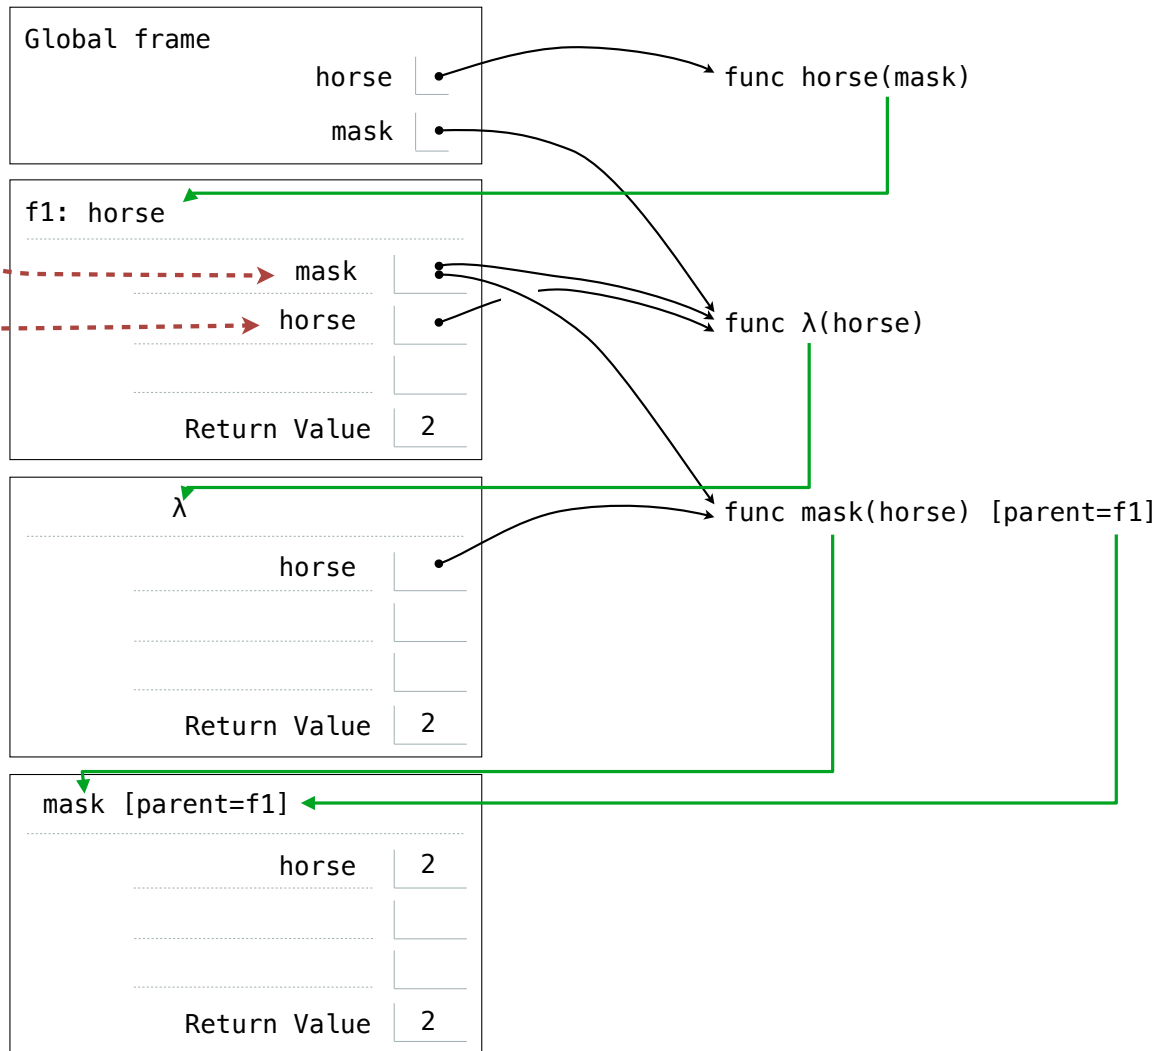 Global frame
horse
func horse(mask)
mask
f1: horse
mask
horse
func λ(horse)
Return Value 2
λ
func mask(horse) [parent=f1]
horse
Return Value 2
mask [parent=f1]
horse 2
Return Value 2